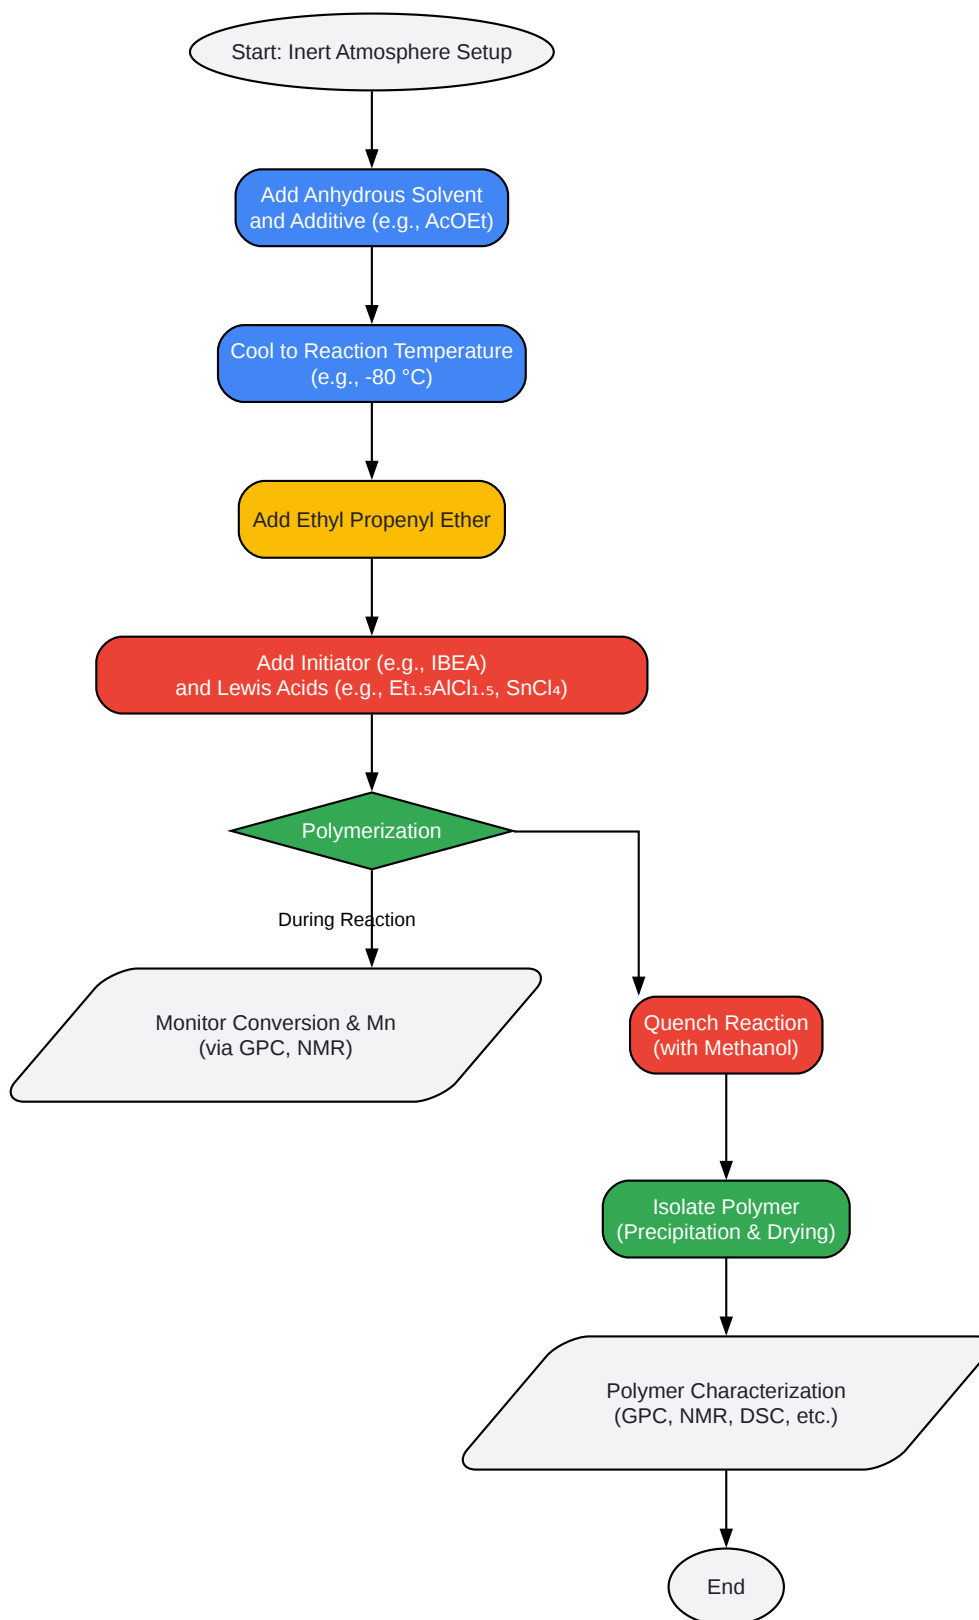 Start: Inert Atmosphere Setup
Add Anhydrous Solvent
and Additive (e.g., AcOEt)
Cool to Reaction Temperature
(e.g., -80 °C)
Add Ethyl Propenyl Ether
Add Initiator (e.g., IBEA)
and Lewis Acids (e.g., Et₁.₅AlCl₁.₅, SnCl₄)
Polymerization
During Reaction
Monitor Conversion & Mn
(via GPC, NMR)
Quench Reaction
(with Methanol)
Isolate Polymer
(Precipitation & Drying)
Polymer Characterization
(GPC, NMR, DSC, etc.)
End